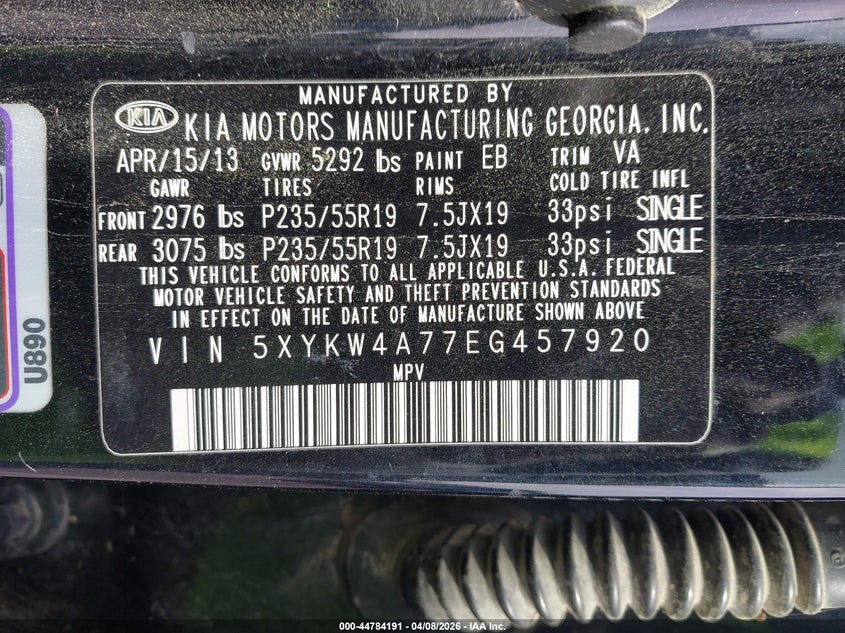 MANUFACTURED BY
KIA KIA MOTORS MANUFACTURING GEORGIA. INC.
APR/15/13 GVWR 5292 lbs PAINT EB TRIM VA
GAWR TIRES RIMS COLD TIRE INFL
FRONT 2976 lbs P235/55R19 7.5JX19 33psi SINGLE
REAR 3075 lbs P235/55R19 7.5JX19 33psi SINGLE
THIS VEHICLE CONFORMS TO ALL APPLICABLE U.S.A. FEDERAL
MOTOR VEHICLE SAFETY AND THEFT PREVENTION STANDARDS
IN EFFECT ON THE DATE OF MANUFACTURE SHOWN ABOVE
VIN 5XYKW4A77EG457920
MPV
U890
000-44784191 - 04/08/2026 - IAA Inc.